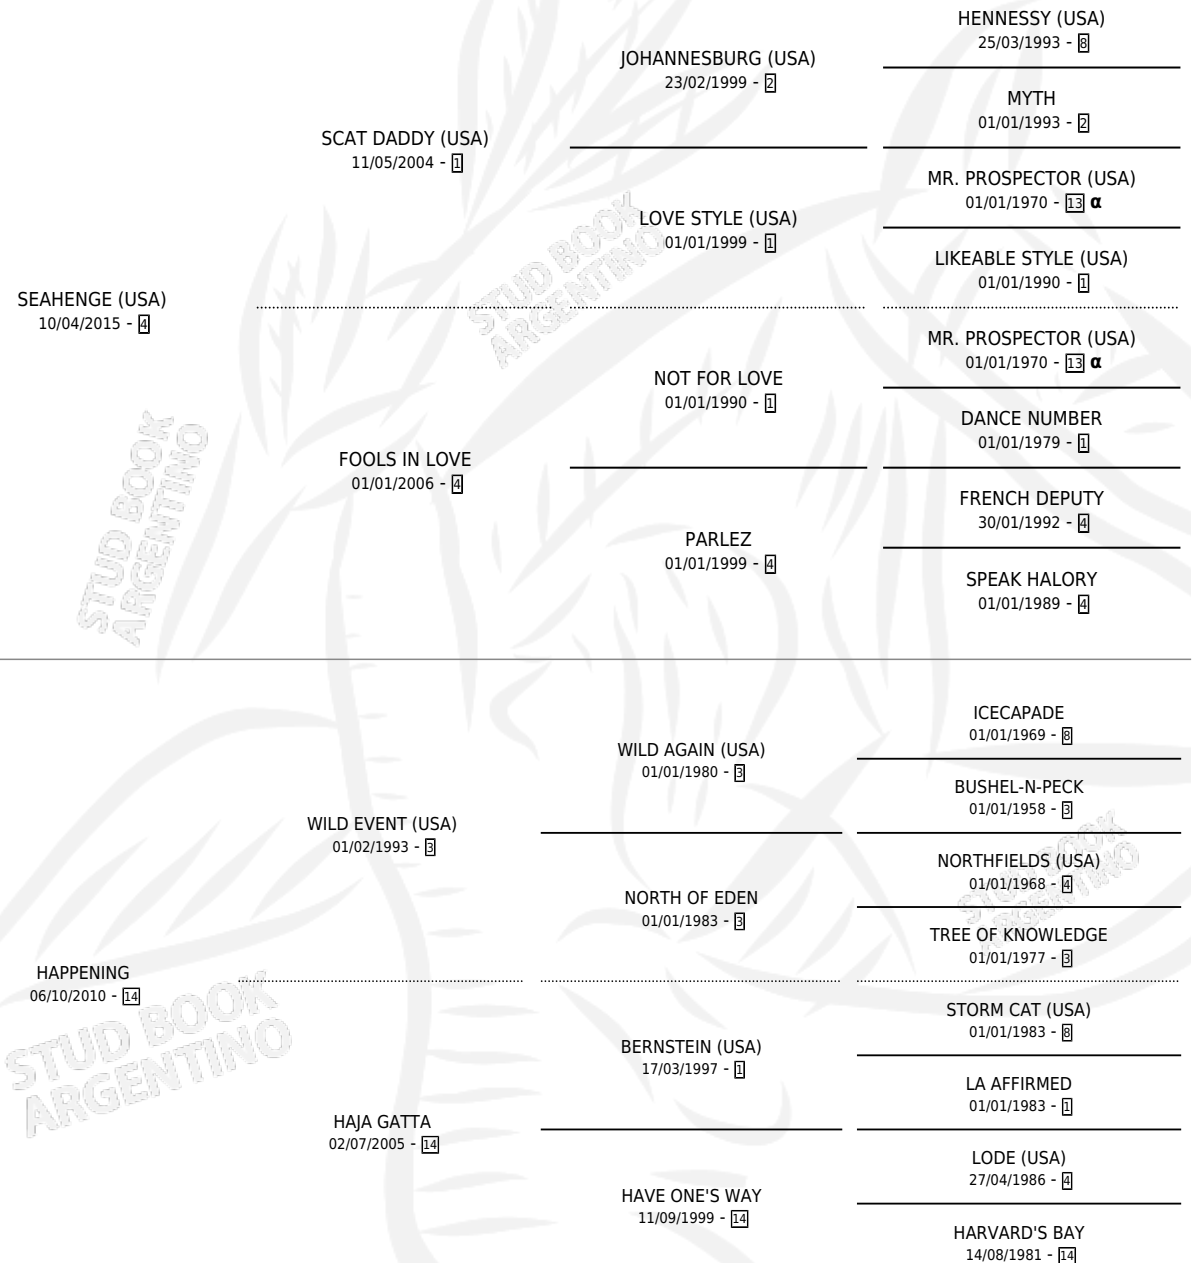 HENNESSY (USA)
25/03/1993 - 8
JOHANNESBURG (USA)
23/02/1999 - 2
MYTH
01/01/1993 - 2
SCAT DADDY (USA)
11/05/2004 - 1
MR. PROSPECTOR (USA)
01/01/1970 - 13 α
LOVE STYLE (USA)
01/01/1999 - 1
LIKEABLE STYLE (USA)
01/01/1990 - 1
SEAHENGE (USA)
10/04/2015 - 4
MR. PROSPECTOR (USA)
01/01/1970 - 13 α
NOT FOR LOVE
01/01/1990 - 1
DANCE NUMBER
01/01/1979 - 1
FOOLS IN LOVE
01/01/2006 - 4
FRENCH DEPUTY
30/01/1992 - 4
PARLEZ
01/01/1999 - 4
SPEAK HALORY
01/01/1989 - 4
ICECAPADE
01/01/1969 - 8
WILD AGAIN (USA)
01/01/1980 - 3
BUSHEL-N-PECK
01/01/1958 - 3
WILD EVENT (USA)
01/02/1993 - 3
NORTHFIELDS (USA)
01/01/1968 - 4
NORTH OF EDEN
01/01/1983 - 3
TREE OF KNOWLEDGE
01/01/1977 - 3
HAPPENING
06/10/2010 - 14
STORM CAT (USA)
01/01/1983 - 8
BERNSTEIN (USA)
17/03/1997 - 1
LA AFFIRMED
01/01/1983 - 1
HAJA GATTA
02/07/2005 - 14
LODE (USA)
27/04/1986 - 4
HAVE ONE'S WAY
11/09/1999 - 14
HARVARD'S BAY
14/08/1981 - 14
STUD BOOK
ARGENTINO
STUD BOOK
ARGENTINO
STUD BOOK
ARGENTINO
STUD BOOK
ARGENTINO